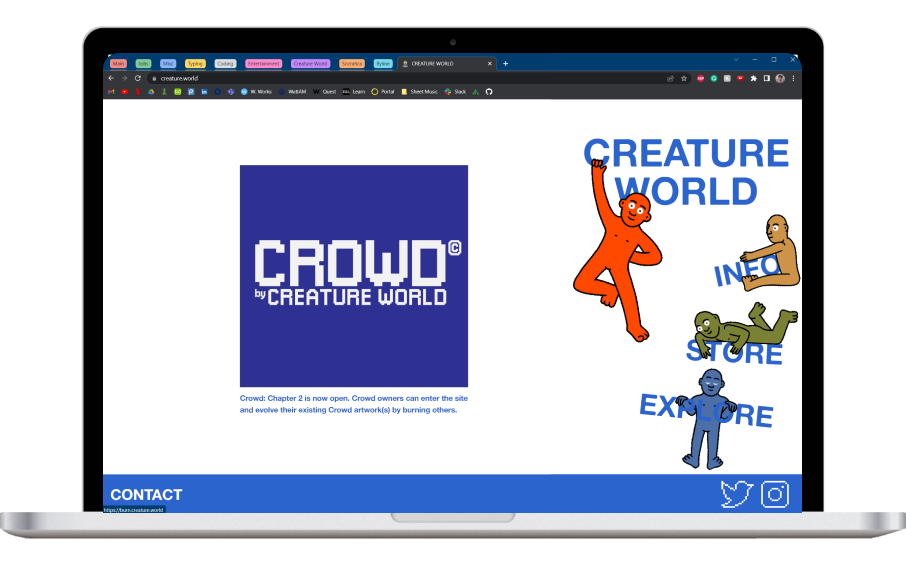 Main Jobs Misc Typing Coding Entertainment Creature World Socratica Byline CREATURE WORLD
creature.world
W. Works WattAM Quest Learn Portal Sheet Music Slack
CREATURE
WORLD
CROWD©
by CREATURE WORLD
INFO
STORE
EXPLORE
Crowd: Chapter 2 is now open. Crowd owners can enter the site
and evolve their existing Crowd artwork(s) by burning others.
CONTACT
https://burn.creature.world